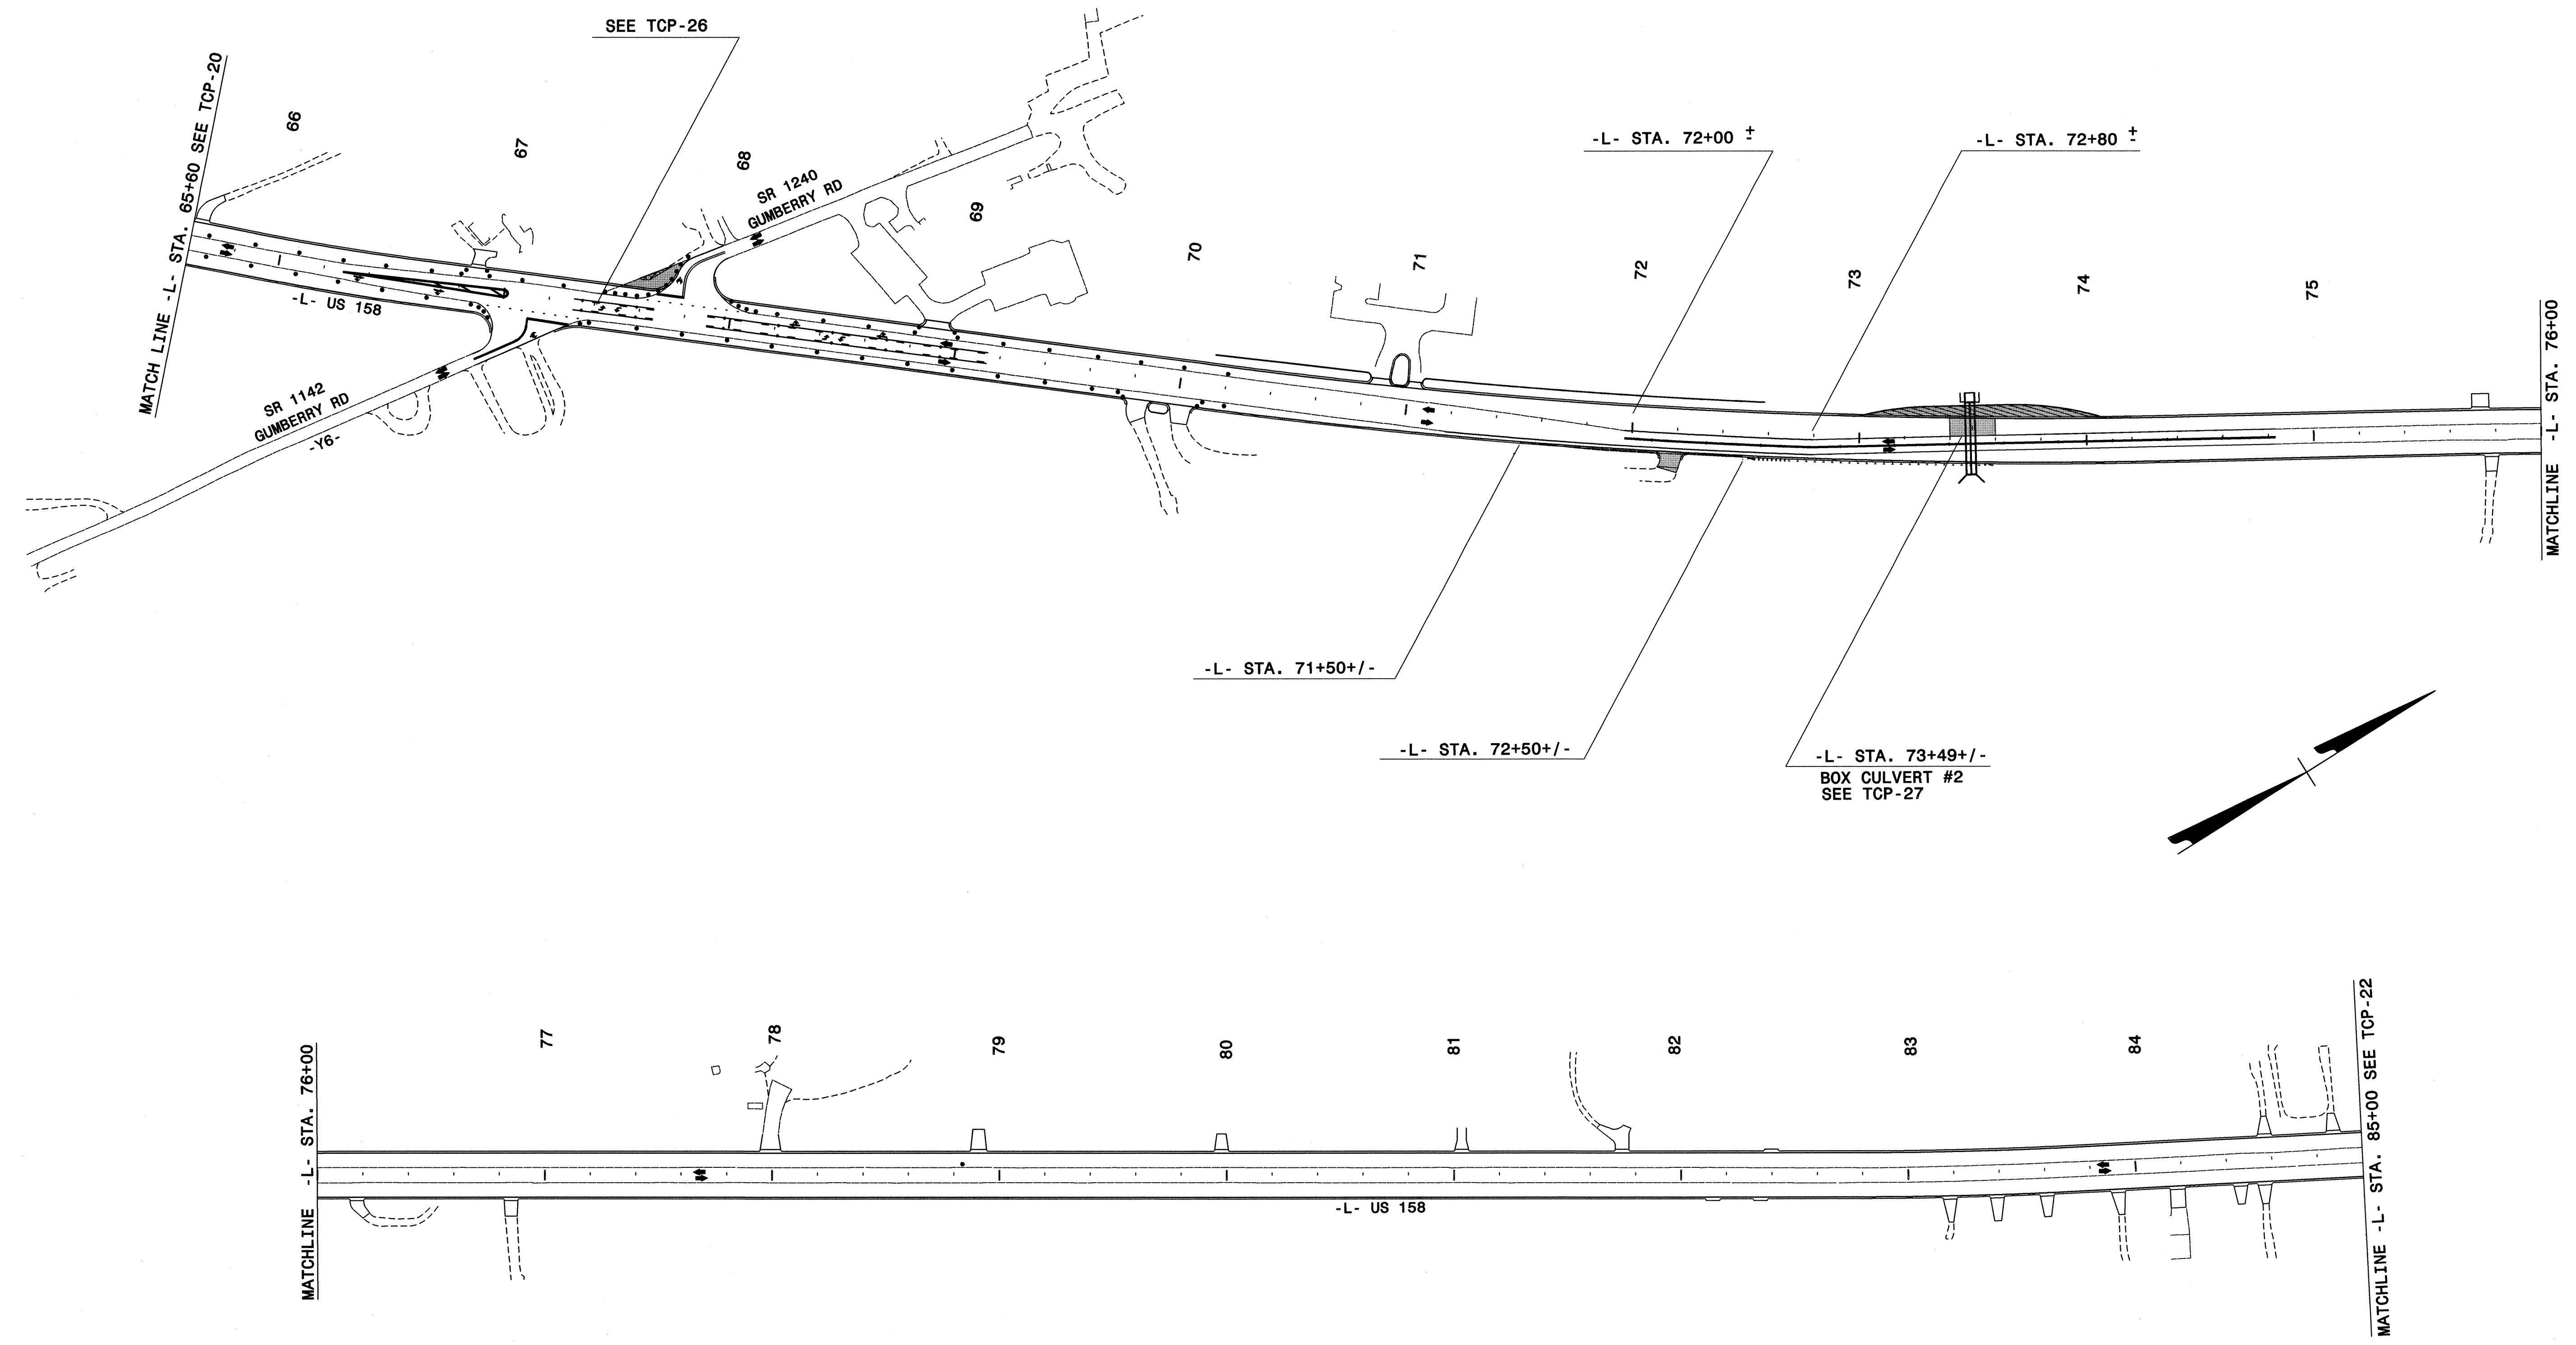 SEE TCP-26
MATCH LINE -L- STA. 65+60 SEE TCP-20
66
67
68
SR 1240
GUMBERRY RD
69
70
71
72
73
74
75
-L- STA. 72+00 ±
-L- STA. 72+80 ±
MATCHLINE -L- STA. 76+00
-L- US 158
SR 1142
GUMBERRY RD
-Y6-
-L- STA. 71+50+/-
-L- STA. 72+50+/-
-L- STA. 73+49+/-
BOX CULVERT #2
SEE TCP-27
MATCHLINE -L- STA. 76+00
77
78
79
80
81
82
83
84
-L- US 158
MATCHLINE -L- STA. 85+00 SEE TCP-22